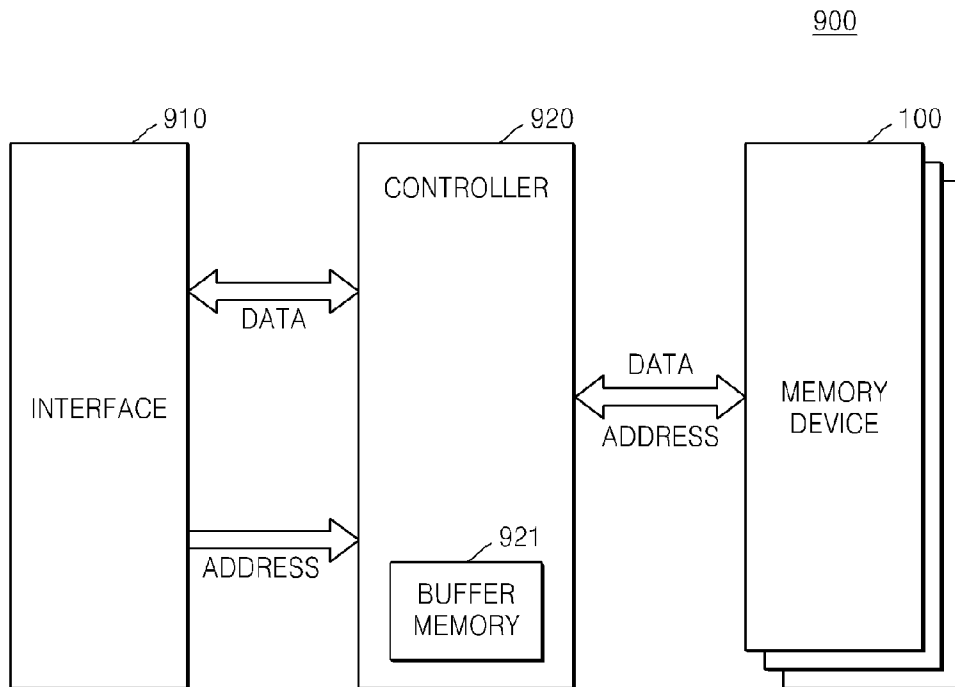 900
910
920
100
CONTROLLER
DATA
INTERFACE
DATA
ADDRESS
MEMORY
DEVICE
ADDRESS
921
BUFFER
MEMORY